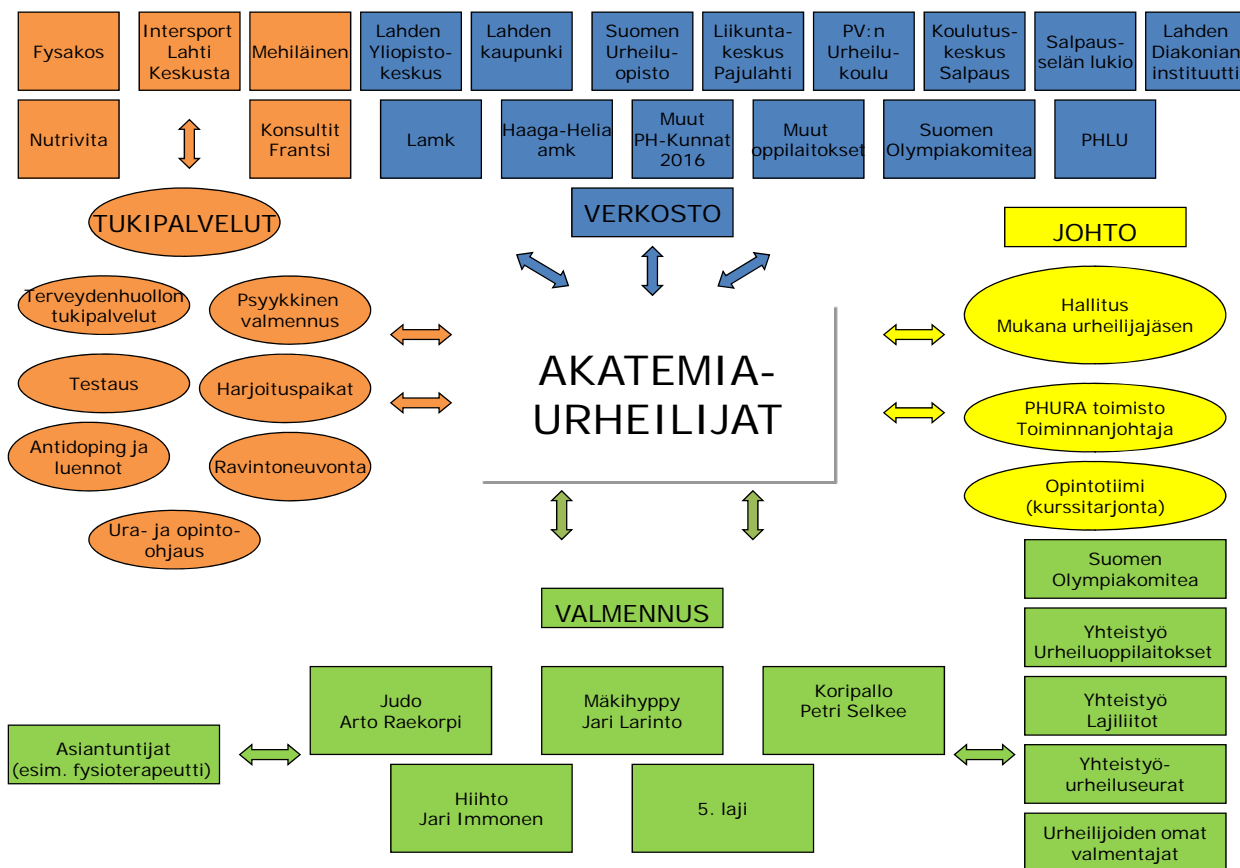 Fysakos
Intersport
Lahti
Keskusta
Mehiläinen
Lahden
Yliopisto-
keskus
Lahden
kaupunki
Suomen
Urheilu-
opisto
Liikunta-
keskus
Pajulahti
PV:n
Urheilu-
koulu
Koulutus-
keskus
Salpaus
Salpaus-
selän lukio
Lahden
Diakonian
instituutti
Nutrivita
Konsultit
Frantsi
Lamk
Haaga-Helia
amk
Muut
PH-Kunnat
2016
Muut
oppilaitokset
Suomen
Olympiakomitea
PHLU
TUKIPALVELUT
VERKOSTO
JOHTO
Terveydenhuollon
tukipalvelut
Psyykkinen
valmennus
Testaus
Harjoituspaikat
Antidoping ja
luennot
Ravintoneuvonta
Ura- ja opinto-
ohjaus
AKATEMIA-
URHEILIJAT
Hallitus
Mukana urheilijajäsen
PHURA toimisto
Toiminnanjohtaja
Opintotiimi
(kurssitarjonta)
VALMENNUS
Suomen
Olympiakomitea
Yhteistyö
Urheiluoppilaitokset
Yhteistyö
Lajiliitot
Yhteistyö-
urheiluseurat
Urheilijoiden omat
valmentajat
Judo
Arto Raekorpi
Mäkihyppy
Jari Larinto
Koripallo
Petri Selkee
Asiantuntijat
(esim. fysioterapeutti)
Hiihto
Jari Immonen
5. laji